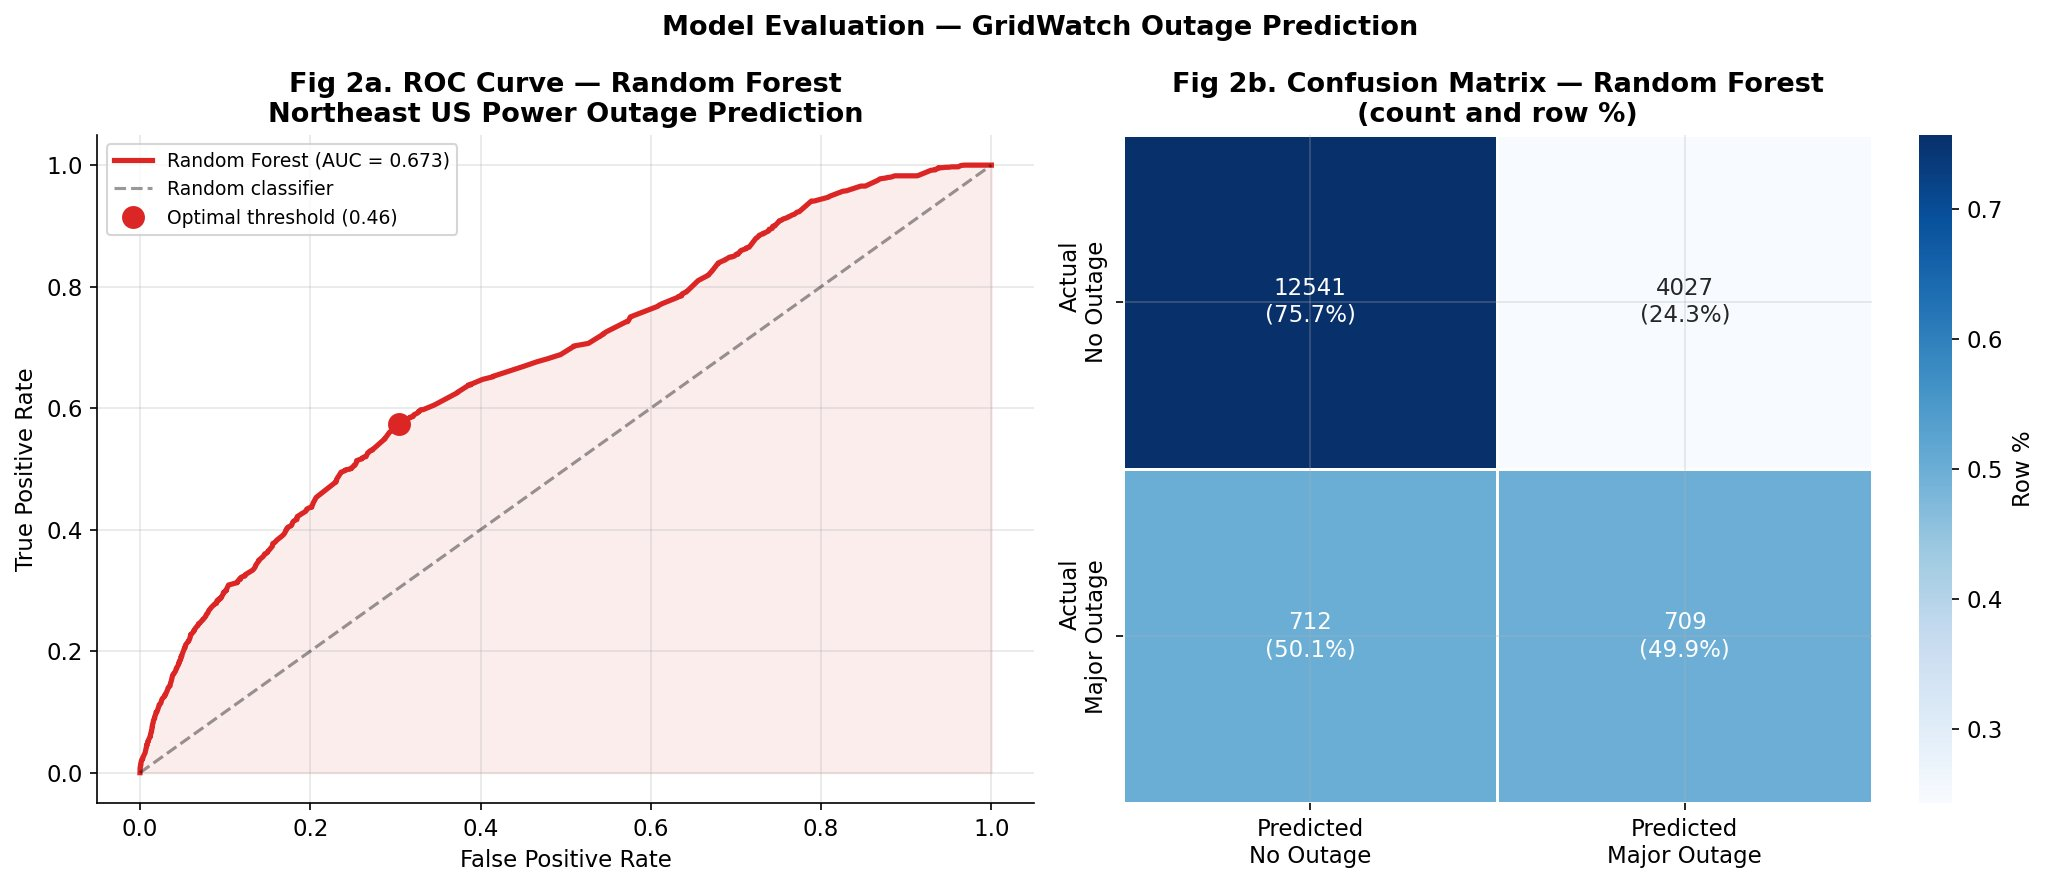 Model Evaluation — GridWatch Outage Prediction
Fig 2a. ROC Curve — Random Forest
Northeast US Power Outage Prediction
Random Forest (AUC = 0.673)
Random classifier
Optimal threshold (0.46)
True Positive Rate
1.0
0.8
0.6
0.4
0.2
0.0
0.0
0.2
0.4
0.6
0.8
1.0
False Positive Rate
Fig 2b. Confusion Matrix — Random Forest
(count and row %)
Actual
No Outage
12541
(75.7%)
4027
(24.3%)
Actual
Major Outage
712
(50.1%)
709
(49.9%)
Predicted
No Outage
Predicted
Major Outage
0.7
0.6
0.5
0.4
0.3
Row %